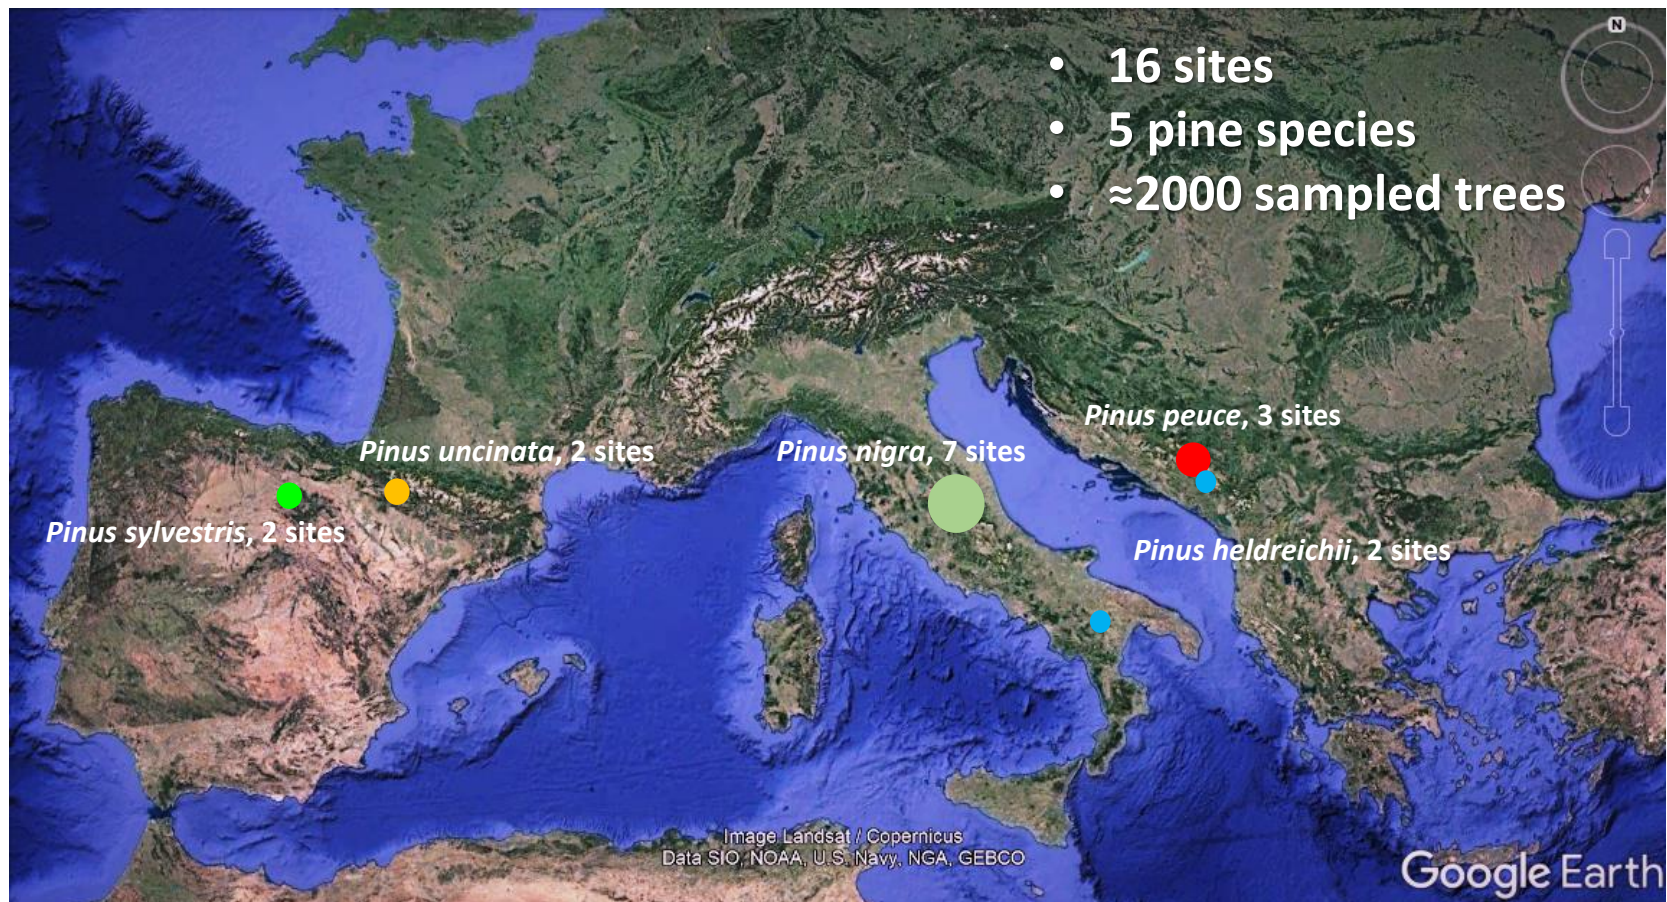 N
• 16 sites
• 5 pine species
• ≈2000 sampled trees
Pinus peuce, 3 sites
Pinus uncinata, 2 sites
Pinus nigra, 7 sites
Pinus sylvestris, 2 sites
Pinus heldreichii, 2 sites
Image Landsat / Copernicus
Data SIO, NOAA, U.S. Navy, NGA, GEBCO
Google Earth